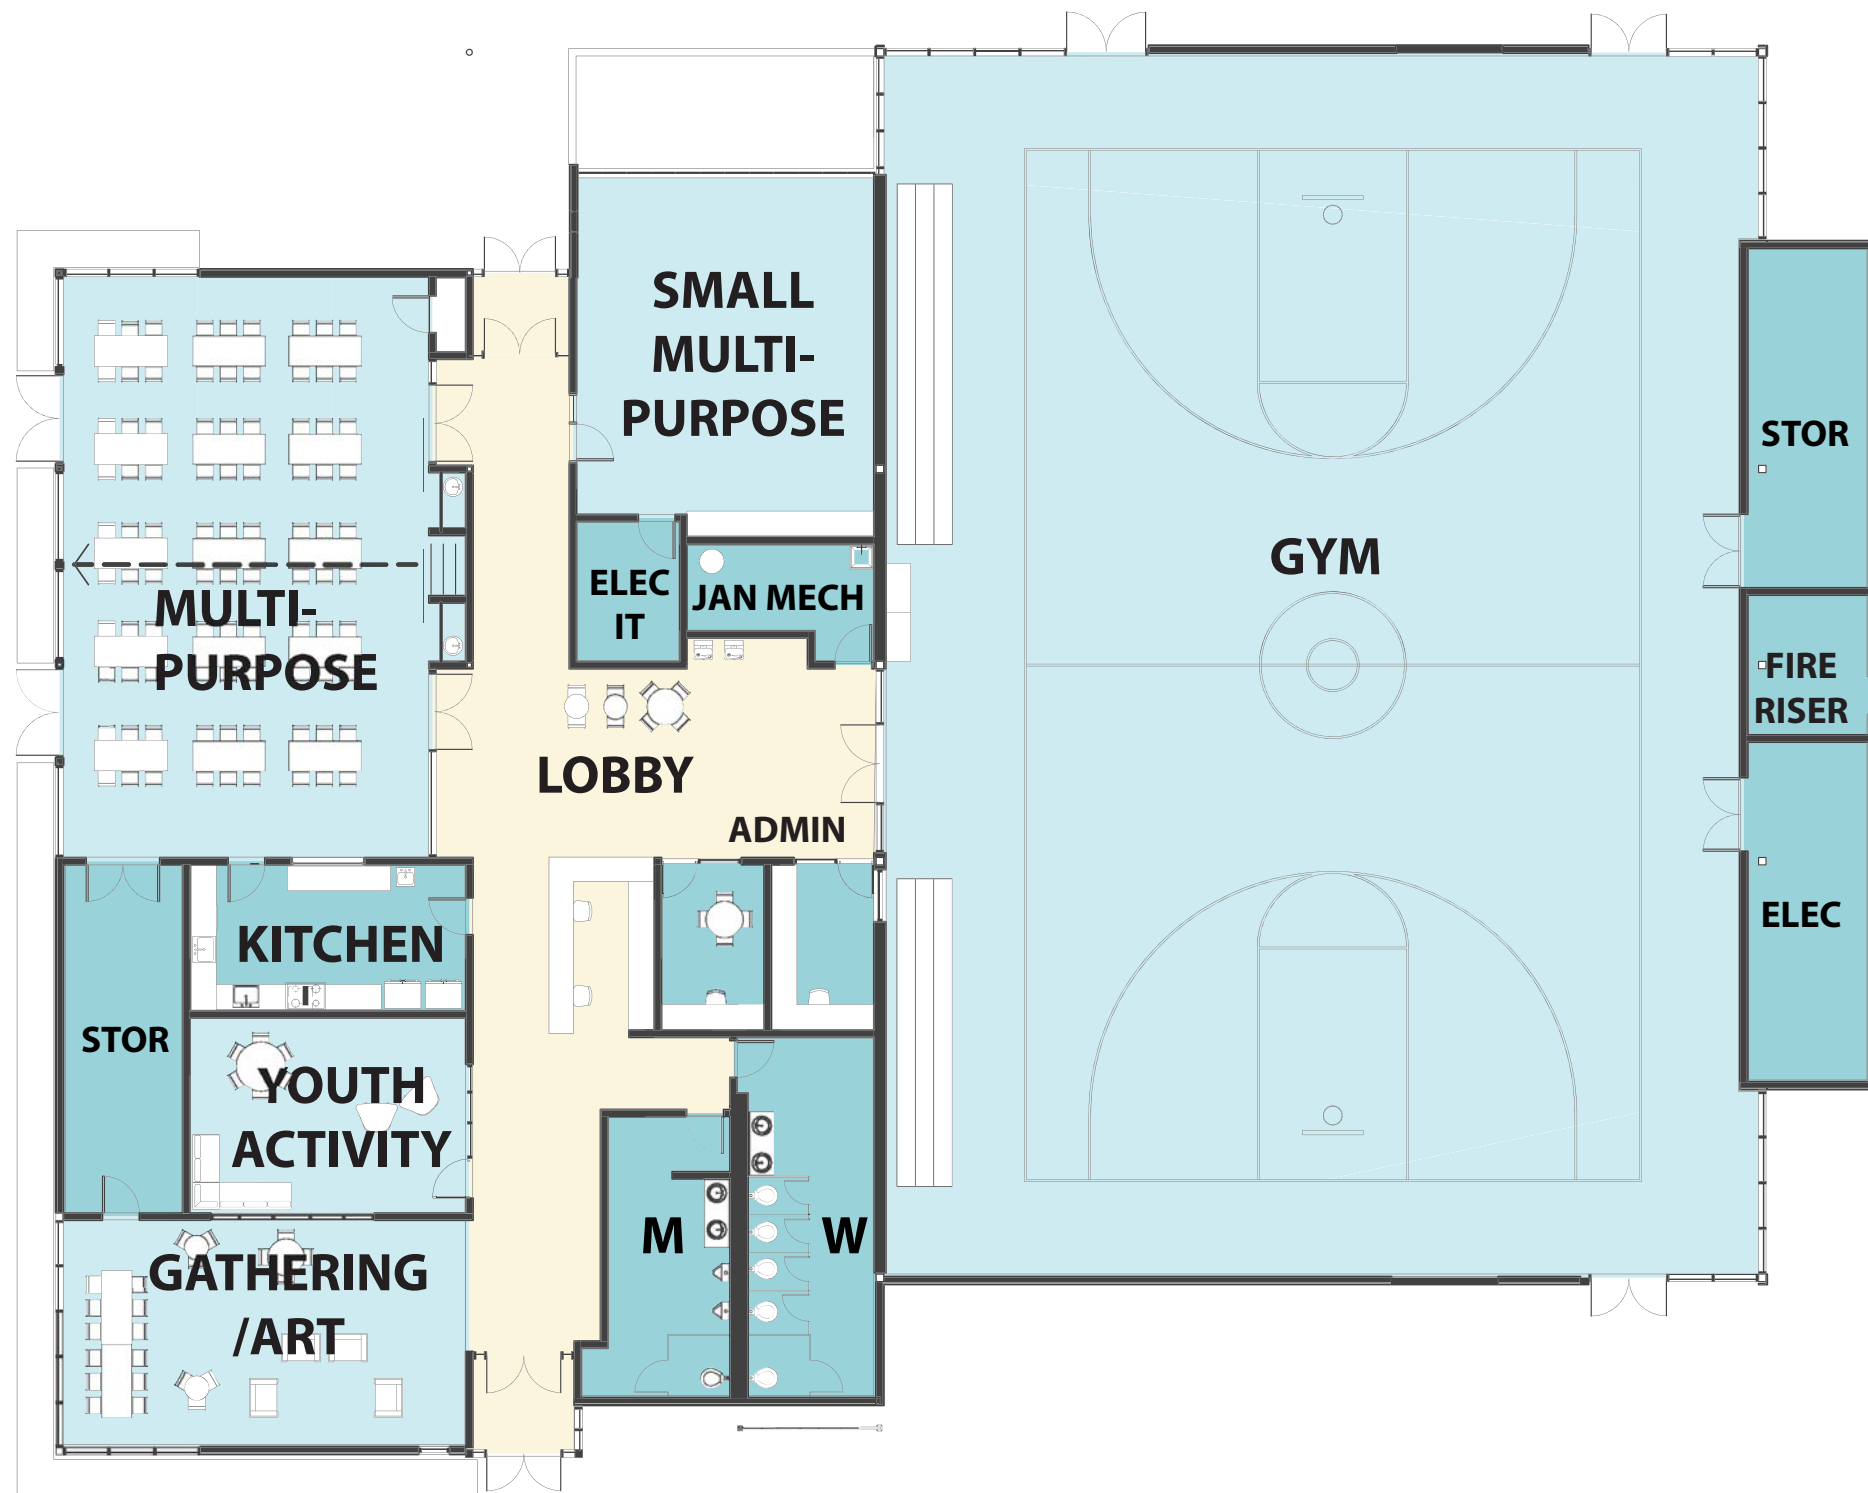 SMALL
MULTI-
PURPOSE
GYM
STOR
ELEC
IT
JAN MECH
MULTI-
PURPOSE
FIRE
RISER
LOBBY
ADMIN
ELEC
KITCHEN
STOR
YOUTH
ACTIVITY
M
W
GATHERING
/ART